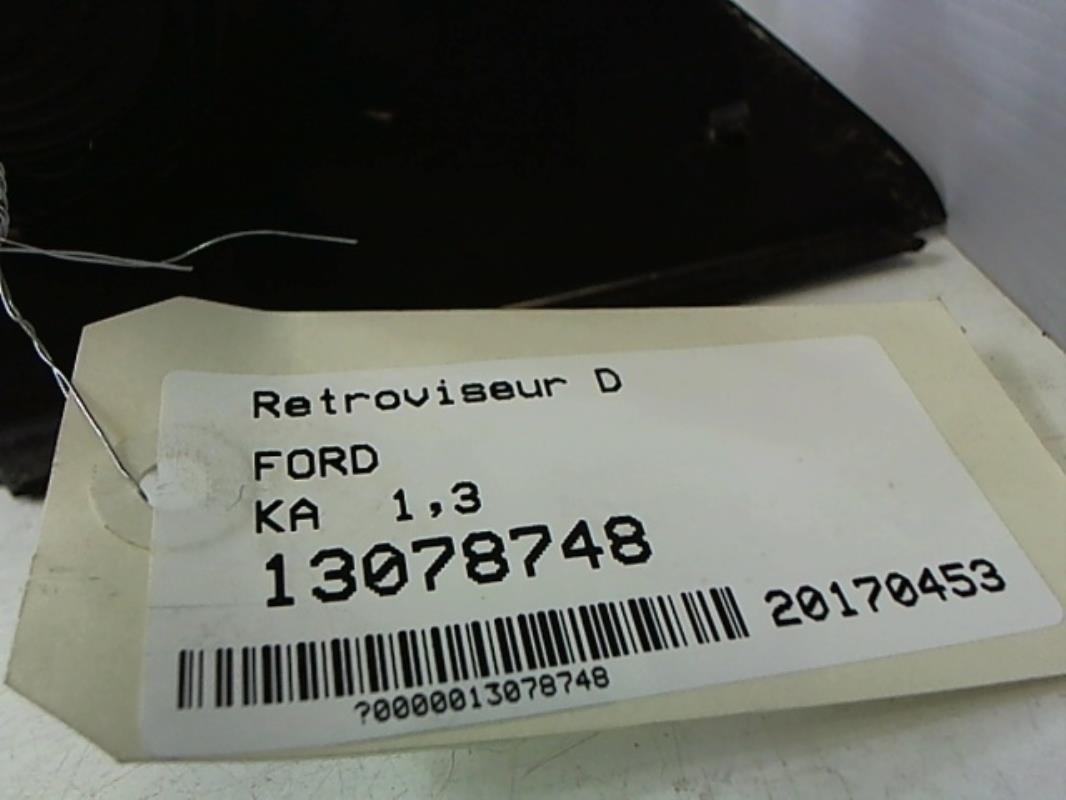 Retroviseur D
FORD
KA 1,3
13078748
20170453
?0000013078748